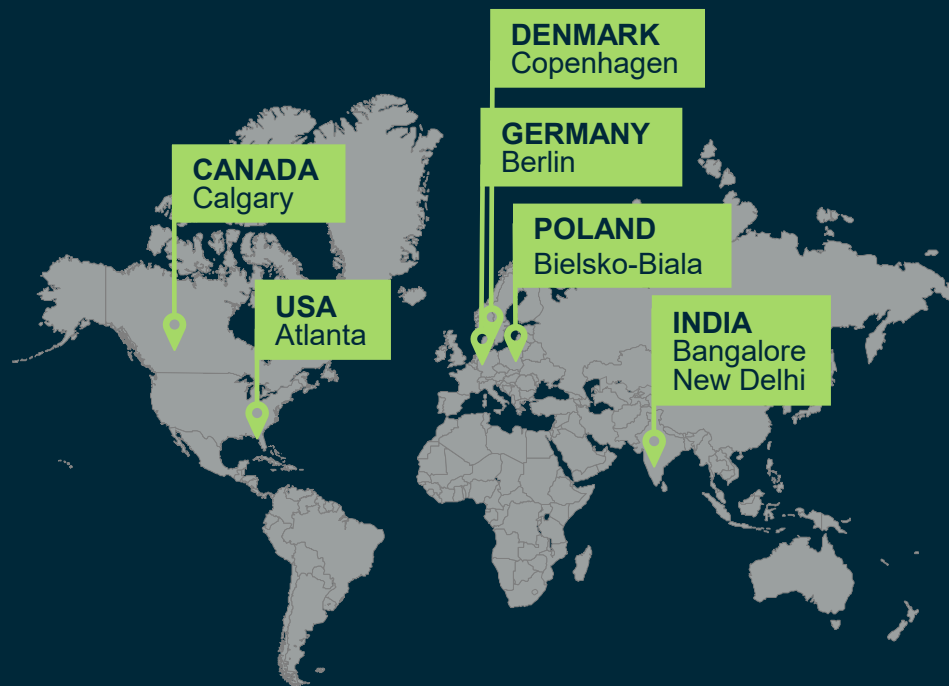 DENMARK
Copenhagen
GERMANY
Berlin
CANADA
Calgary
POLAND
Bielsko-Biala
USA
Atlanta
INDIA
Bangalore
New Delhi